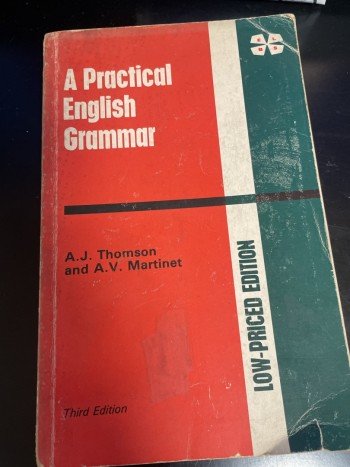 E L
B S
A Practical
English
Grammar
A.J. Thomson
and A.V. Martinet
LOW-PRICED EDITION
Third Edition